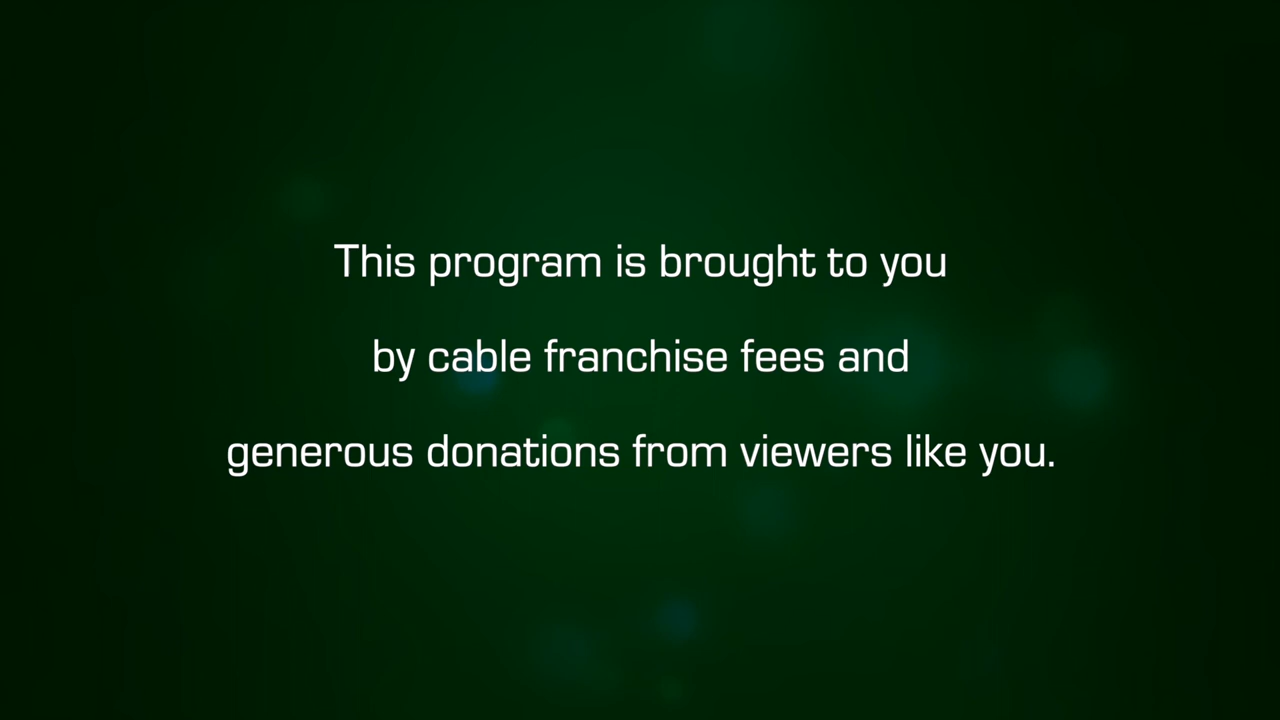 This program is brought to you
by cable franchise fees and
generous donations from viewers like you.